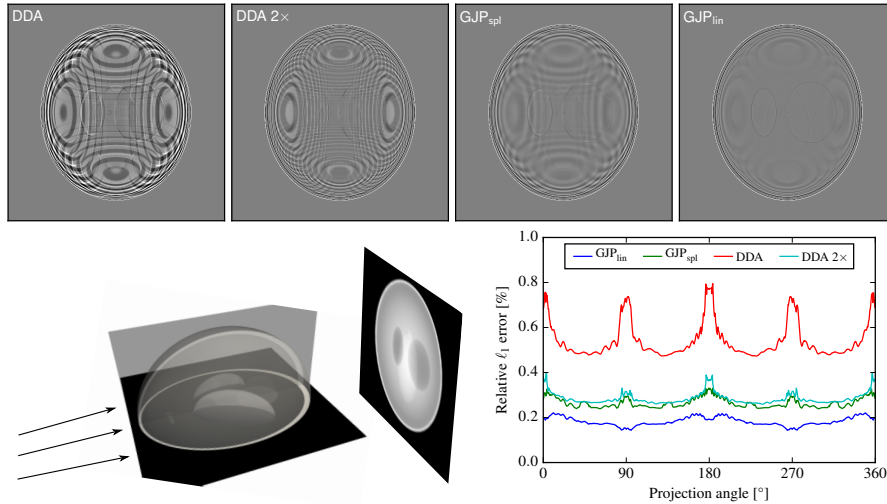 DDA
DDA 2×
GJP_spl
GJP_lin
GJP_lin
GJP_spl
DDA
DDA 2×
Relative ℓ₁ error [%]
1.0
0.8
0.6
0.4
0.2
0.0
0
90
180
270
360
Projection angle [°]